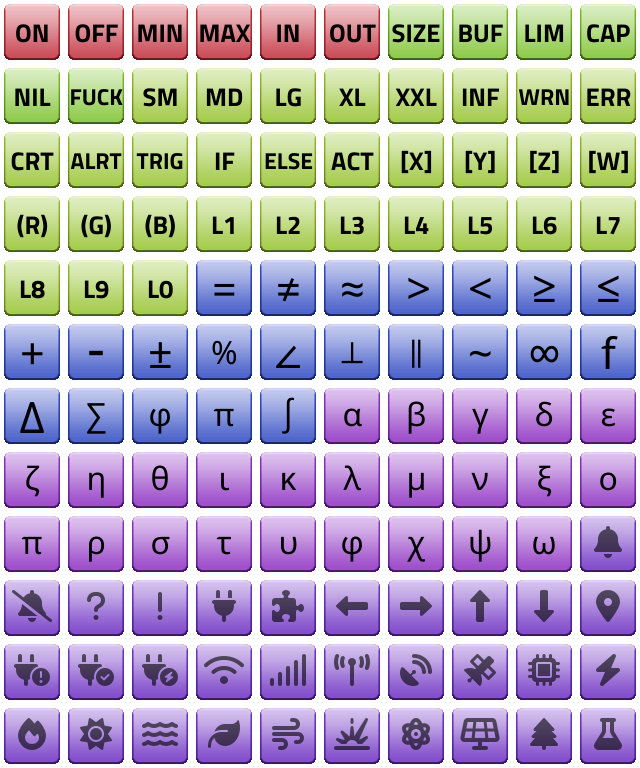 ON OFF MIN MAX IN OUT SIZE BUF LIM CAP
NIL FUCK SM MD LG XL XXL INF WRN ERR
CRT ALRT TRIG IF ELSE ACT [X] [Y] [Z] [W]
(R) (G) (B) L1 L2 L3 L4 L5 L6 L7
L8 L9 L0 = ≠ ≈ > < ≥ ≤
+ - ± % ∠ ⊥ ∥ ~ ∞ f
Δ ∑ φ π ∫ α β γ δ ε
ζ η θ ι κ λ μ ν ξ ο
π ρ σ τ υ φ χ ψ ω
? !